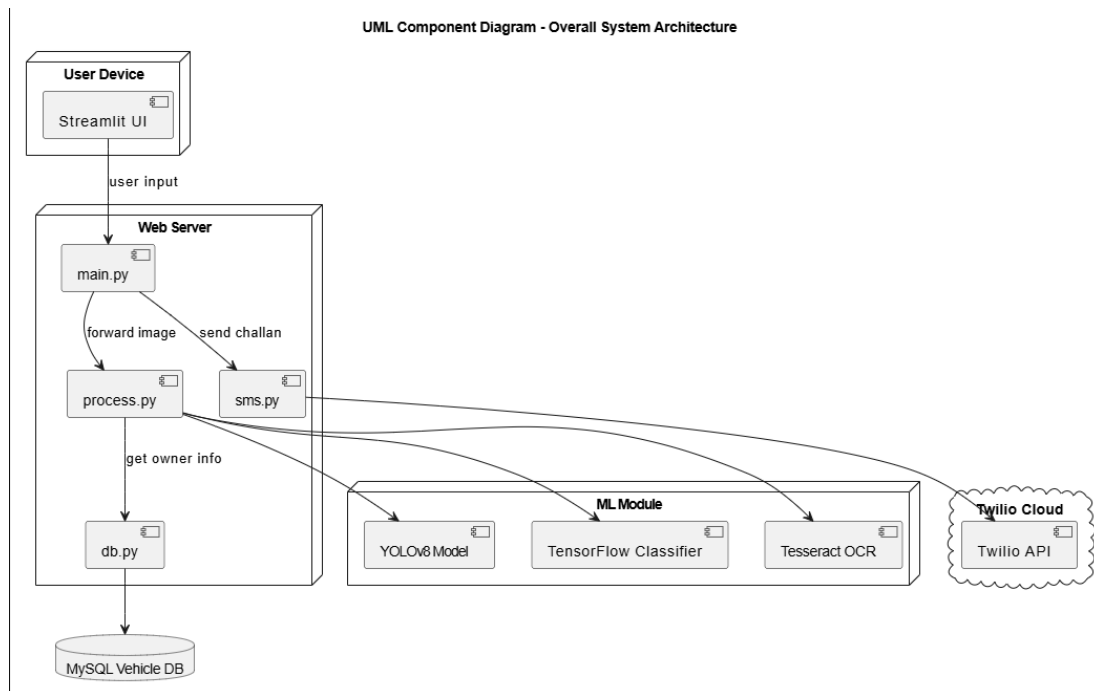 UML Component Diagram - Overall System Architecture
User Device
Streamlit UI
user input
Web Server
main.py
forward image
send challan
process.py
sms.py
get owner info
ML Module
Twilio Cloud
db.py
YOLOv8 Model
TensorFlow Classifier
Tesseract OCR
Twilio API
MySQL Vehicle DB